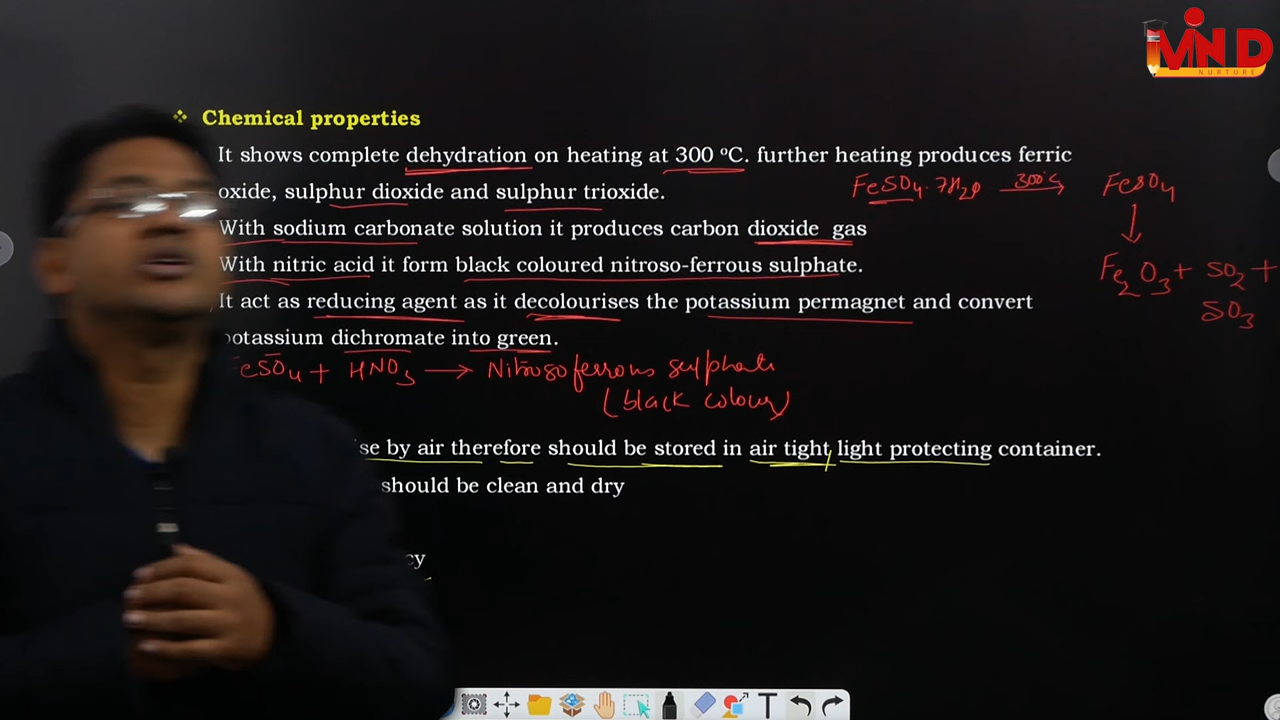 MIND
NURTURE
❖ Chemical properties
It shows complete dehydration on heating at 300 °C. further heating produces ferric
oxide, sulphur dioxide and sulphur trioxide.
FeSO4.7H2O 300°C FeSO4
With sodium carbonate solution it produces carbon dioxide gas
With nitric acid it form black coloured nitroso-ferrous sulphate.
Fe2O3 + SO2 +
SO3
It act as reducing agent as it decolourises the potassium permagnet and convert
potassium dichromate into green.
eSO4 + HNO3 → Nitroso ferrous sulphate
(black colour)
se by air therefore should be stored in air tight, light protecting container.
should be clean and dry
cy
T